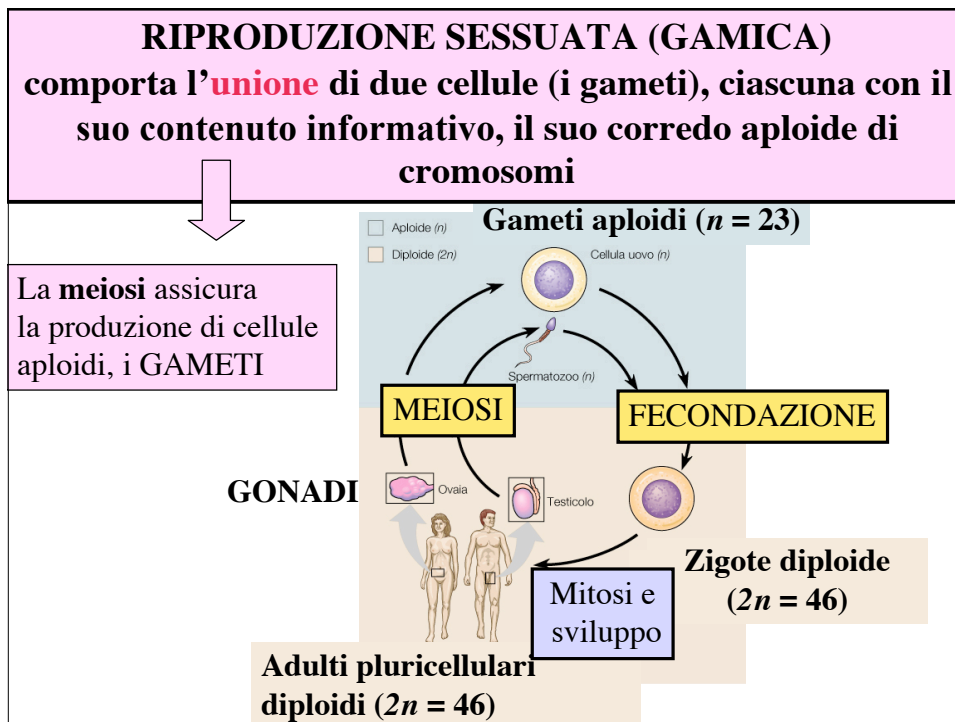 RIPRODUZIONE SESSUATA (GAMICA)
comporta l'unione di due cellule (i gameti), ciascuna con il
suo contenuto informativo, il suo corredo aploide di
cromosomi
La meiosi assicura
la produzione di cellule
aploidi, i GAMETI
Gameti aploidi (n = 23)
Aploide (n)
Diploide (2n)
Cellula uovo (n)
Spermatozoo (n)
MEIOSI
FECONDAZIONE
GONADI
Ovaia
Testicolo
Zigote diploide
(2n = 46)
Mitosi e
sviluppo
Adulti pluricellulari
diploidi (2n = 46)